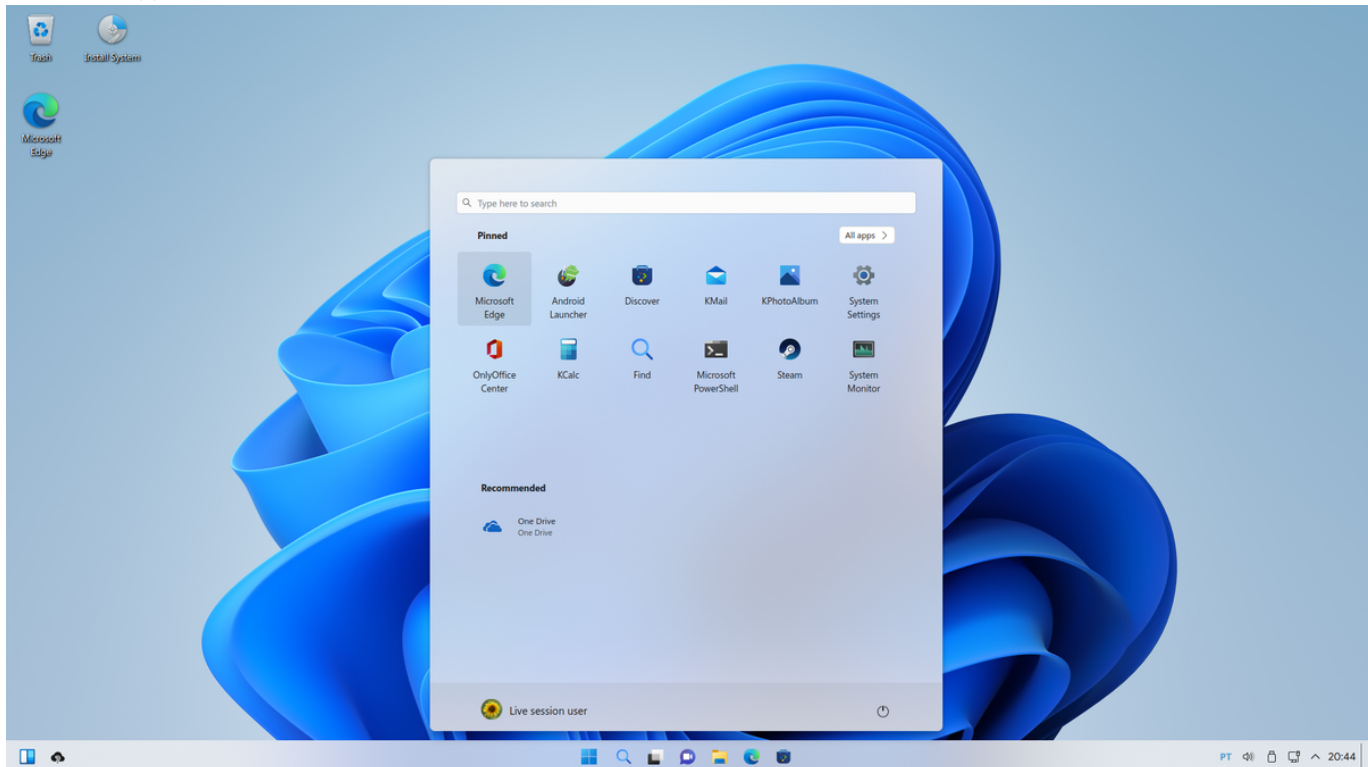 Trash
Install System
Microsoft
Edge
Type here to search
Pinned
All apps
Microsoft
Edge
Android
Launcher
Discover
KMail
KPhotoAlbum
System
Settings
OnlyOffice
Center
KCalc
Find
Microsoft
PowerShell
Steam
System
Monitor
Recommended
One Drive
One Drive
Live session user
PT
20:44